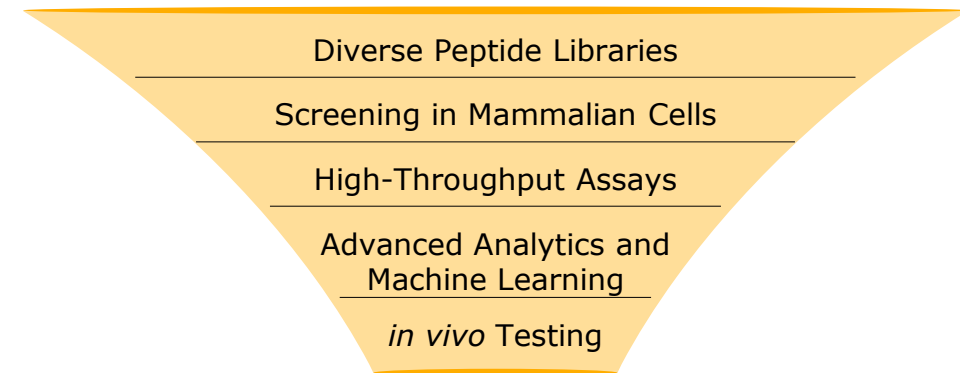 Diverse Peptide Libraries
Screening in Mammalian Cells
High-Throughput Assays
Advanced Analytics and
Machine Learning
in vivo Testing